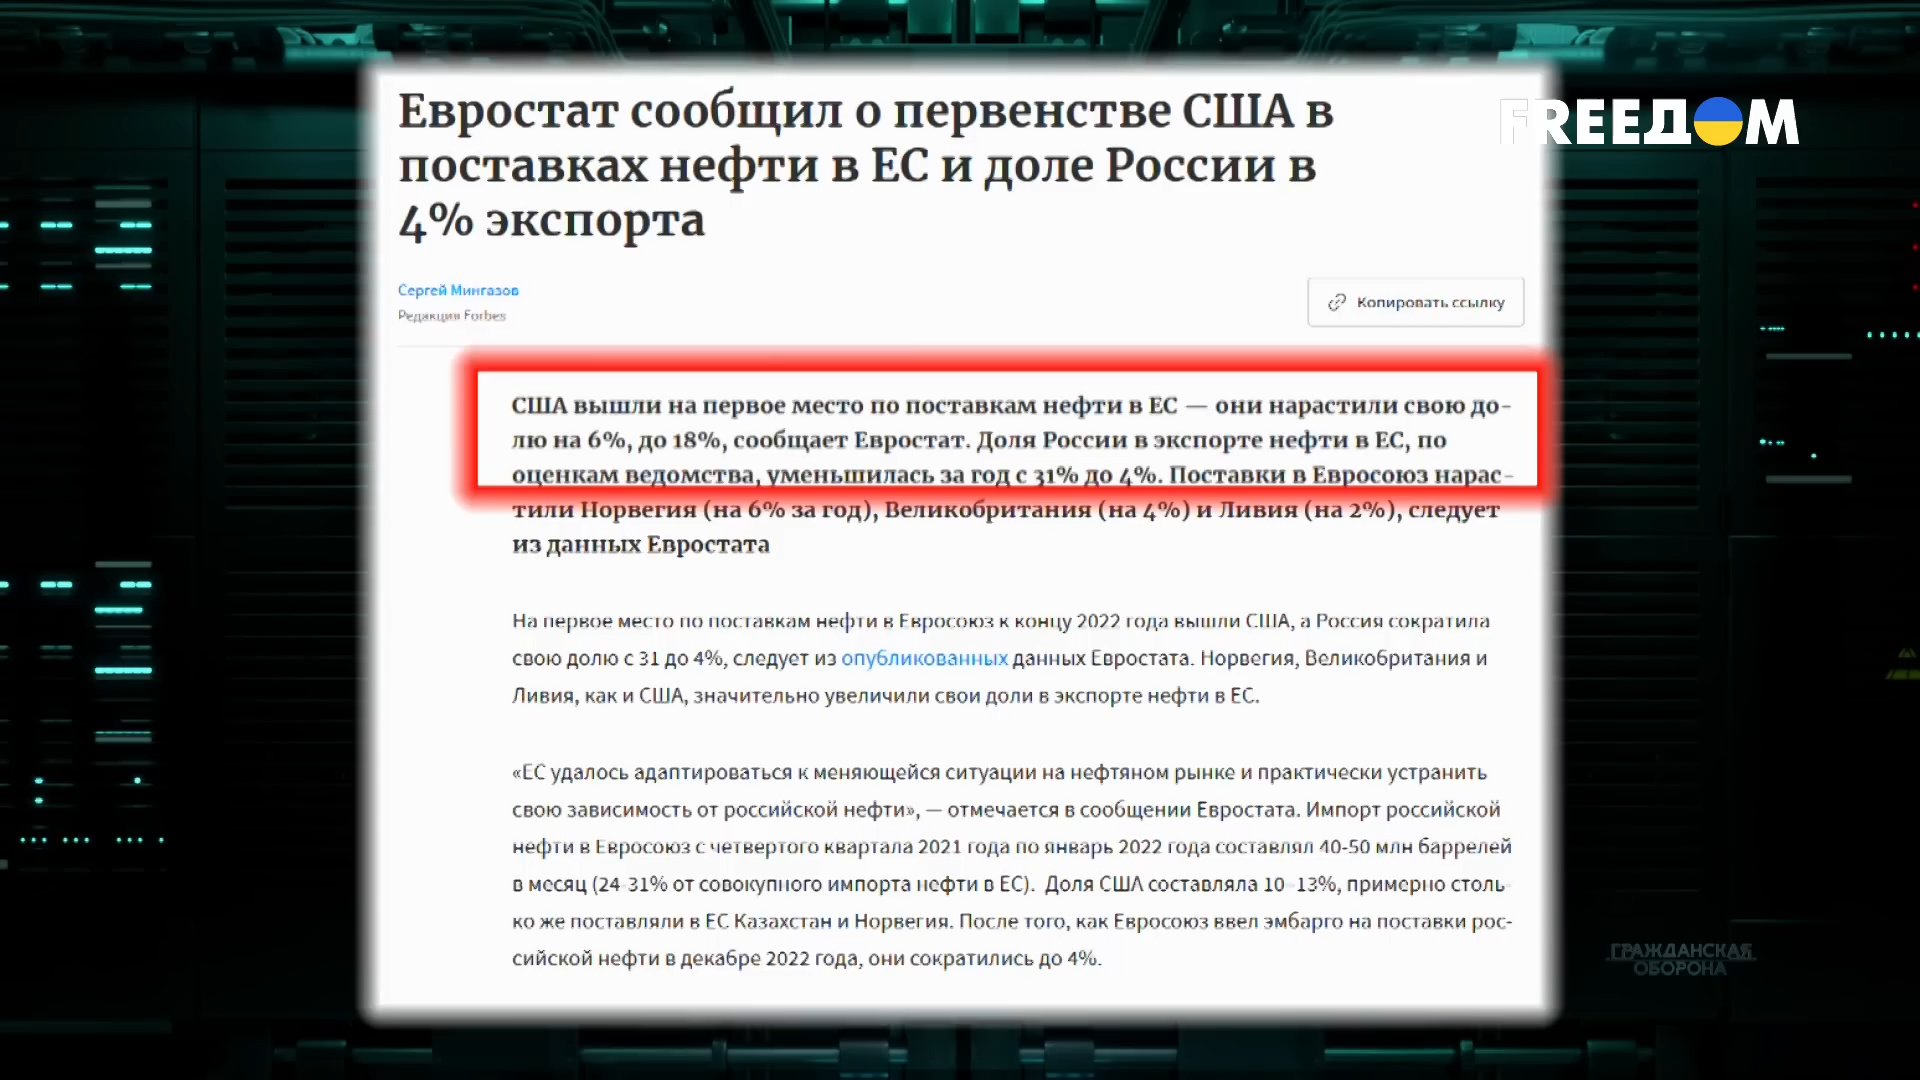 Евростат сообщил о первенстве США в
поставках нефти в ЕС и доле России в
4% экспорта
FREEДOM
Сергей Мингазов
Редакция Forbes
Копировать ссылку
США вышли на первое место по поставкам нефти в ЕС — они нарастили свою до-
лю на 6%, до 18%, сообщает Евростат. Доля России в экспорте нефти в ЕС, по
оценкам ведомства, уменьшилась за год с 31% до 4%. Поставки в Евросоюз нарас-
тили Норвегия (на 6% за год), Великобритания (на 4%) и Ливия (на 2%), следует
из данных Евростата
На первое место по поставкам нефти в Евросоюз к концу 2022 года вышли США, а Россия сократила
свою долю с 31 до 4%, следует из опубликованных данных Евростата. Норвегия, Великобритания и
Ливия, как и США, значительно увеличили свои доли в экспорте нефти в ЕС.
«ЕС удалось адаптироваться к меняющейся ситуации на нефтяном рынке и практически устранить
свою зависимость от российской нефти», — отмечается в сообщении Евростата. Импорт российской
нефти в Евросоюз с четвертого квартала 2021 года по январь 2022 года составлял 40-50 млн баррелей
в месяц (24-31% от совокупного импорта нефти в ЕС). Доля США составляла 10-13%, примерно столь-
ко же поставляли в ЕС Казахстан и Норвегия. После того, как Евросоюз ввел эмбарго на поставки рос-
сийской нефти в декабре 2022 года, они сократились до 4%.
ГРАЖДАНСКАЯ
ОБОРОНА